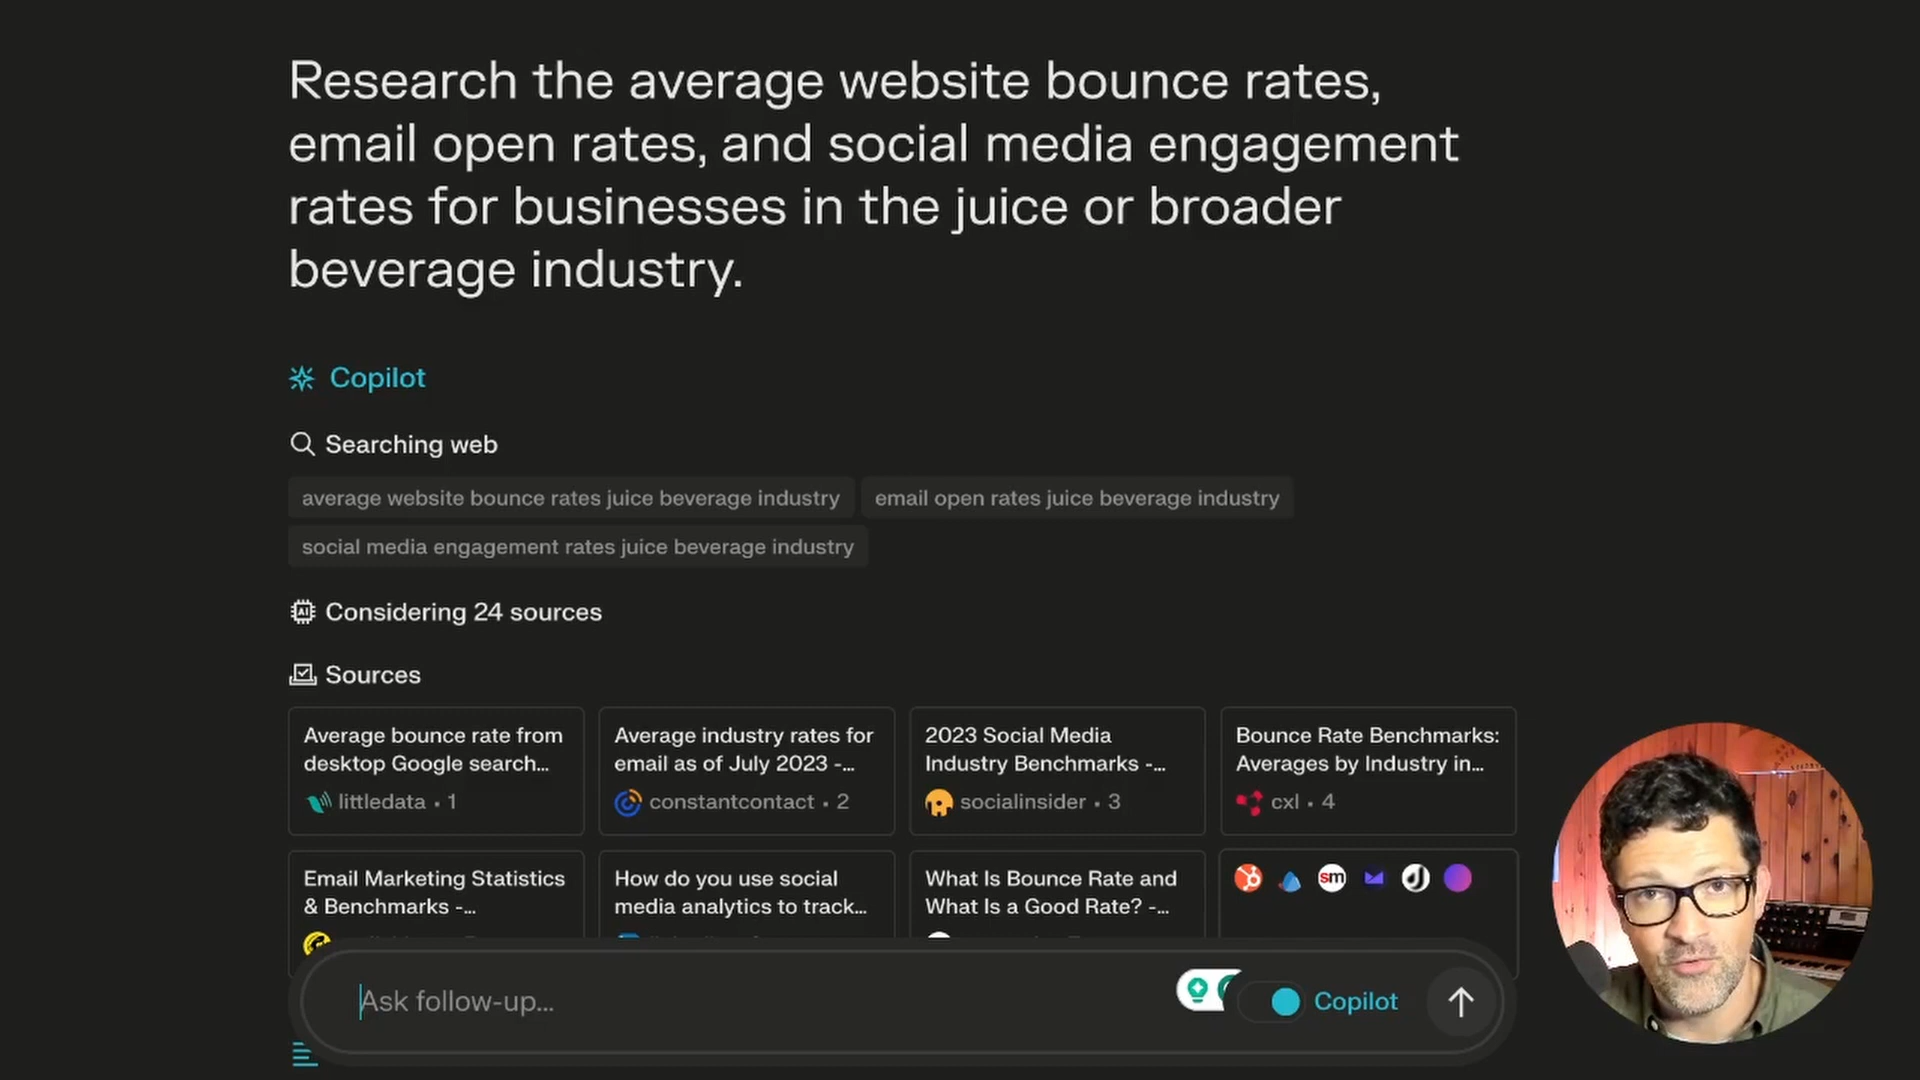 Research the average website bounce rates,
email open rates, and social media engagement
rates for businesses in the juice or broader
beverage industry.
Copilot
Searching web
average website bounce rates juice beverage industry
email open rates juice beverage industry
social media engagement rates juice beverage industry
Considering 24 sources
Sources
Average bounce rate from
desktop Google search...
littledata · 1
Average industry rates for
email as of July 2023 -...
constantcontact · 2
2023 Social Media
Industry Benchmarks -...
socialinsider · 3
Bounce Rate Benchmarks:
Averages by Industry in...
cxl · 4
Email Marketing Statistics
& Benchmarks -...
How do you use social
media analytics to track...
What Is Bounce Rate and
What Is a Good Rate? -...
sm
Ask follow-up...
Copilot